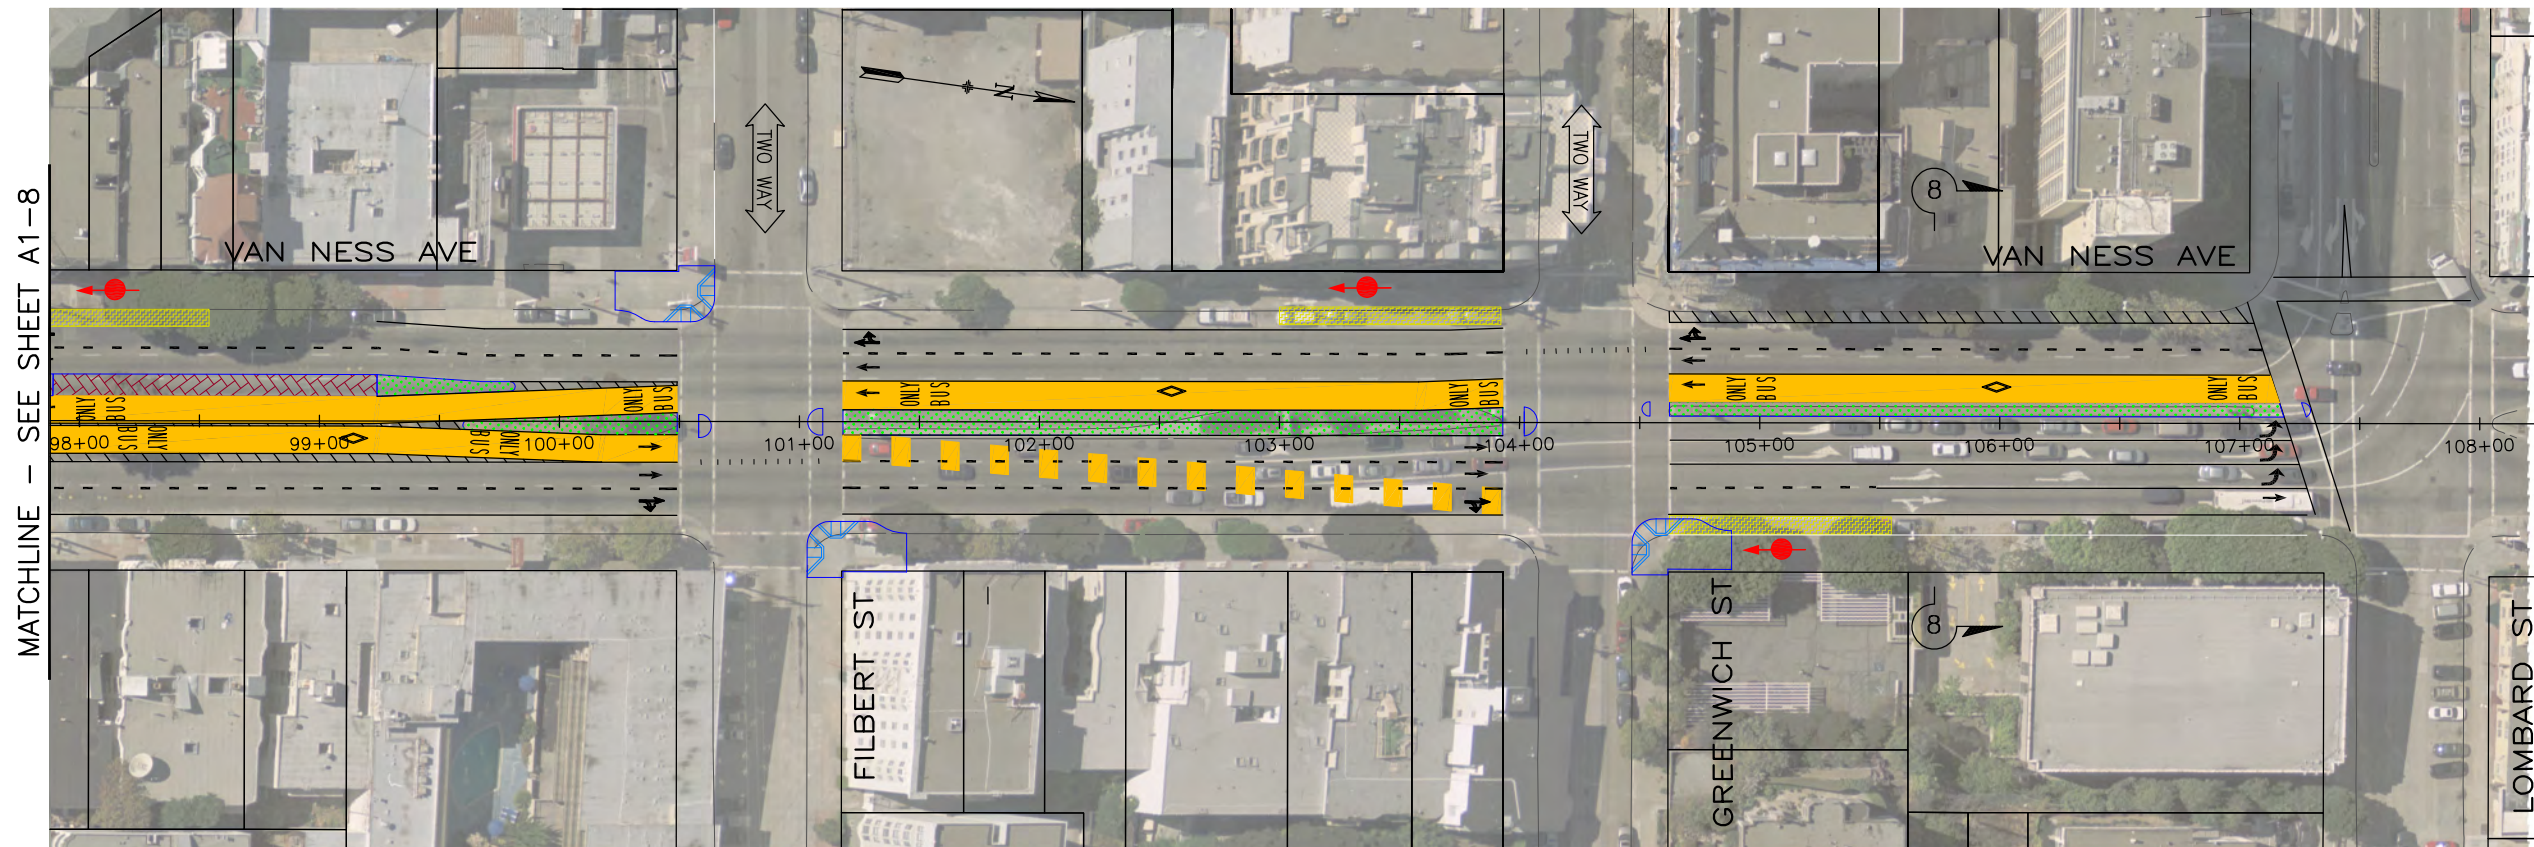 MATCHLINE - SEE SHEET A1-8
VAN NESS AVE
TWO WAY
N
TWO WAY
8
VAN NESS AVE
ONLY
BUS
ONLY
BUS
ONLY
BUS
ONLY
BUS
ONLY
BUS
ONLY
BUS
BUS
ONLY
BUS
ONLY
98+00
99+00
100+00
101+00
102+00
103+00
104+00
105+00
106+00
107+00
108+00
FILBERT ST
GREENWICH ST
8
LOMBARD ST